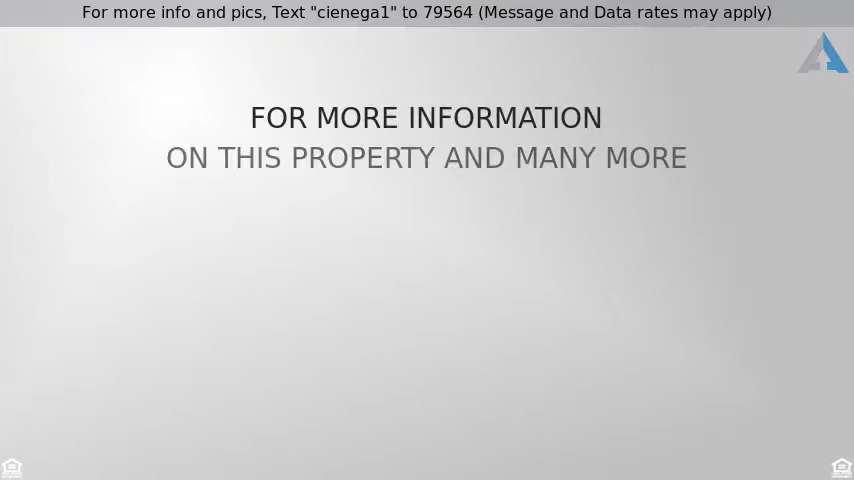 For more info and pics, Text "cienega1" to 79564 (Message and Data rates may apply)
FOR MORE INFORMATION
ON THIS PROPERTY AND MANY MORE